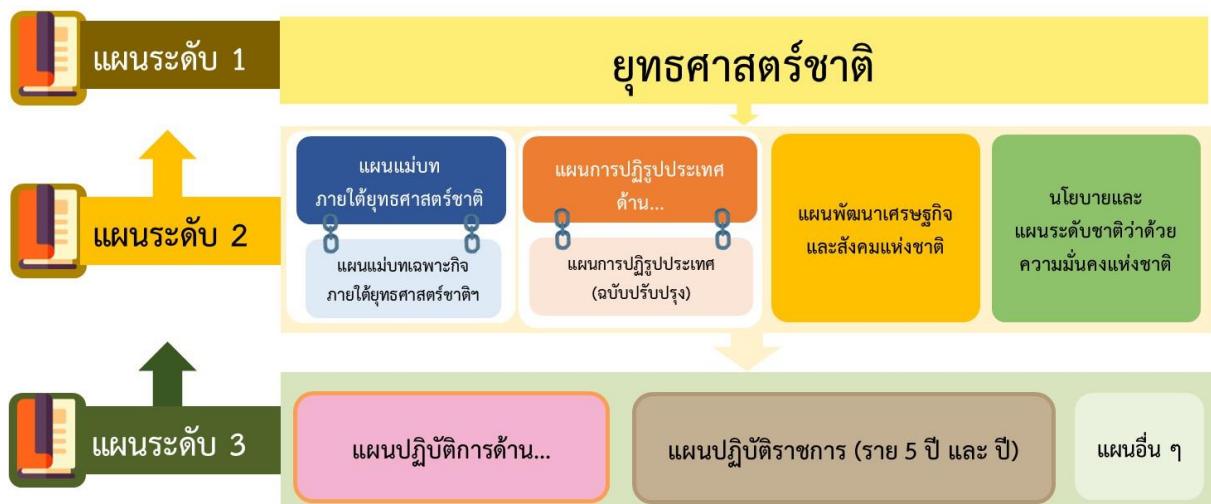 แผนระดับ 1
ยุทธศาสตร์ชาติ
แผนระดับ 2
แผนแม่บท
ภายใต้ยุทธศาสตร์ชาติ
แผนแม่บทเฉพาะกิจ
ภายใต้ยุทธศาสตร์ชาติฯ
แผนการปฏิรูปประเทศ
ด้าน...
แผนการปฏิรูปประเทศ
(ฉบับปรับปรุง)
แผนพัฒนาเศรษฐกิจ
และสังคมแห่งชาติ
นโยบายและ
แผนระดับชาติว่าด้วย
ความมั่นคงแห่งชาติ
แผนระดับ 3
แผนปฏิบัติการด้าน...
แผนปฏิบัติราชการ (ราย 5 ปี และ ปี)
แผนอื่น ๆ